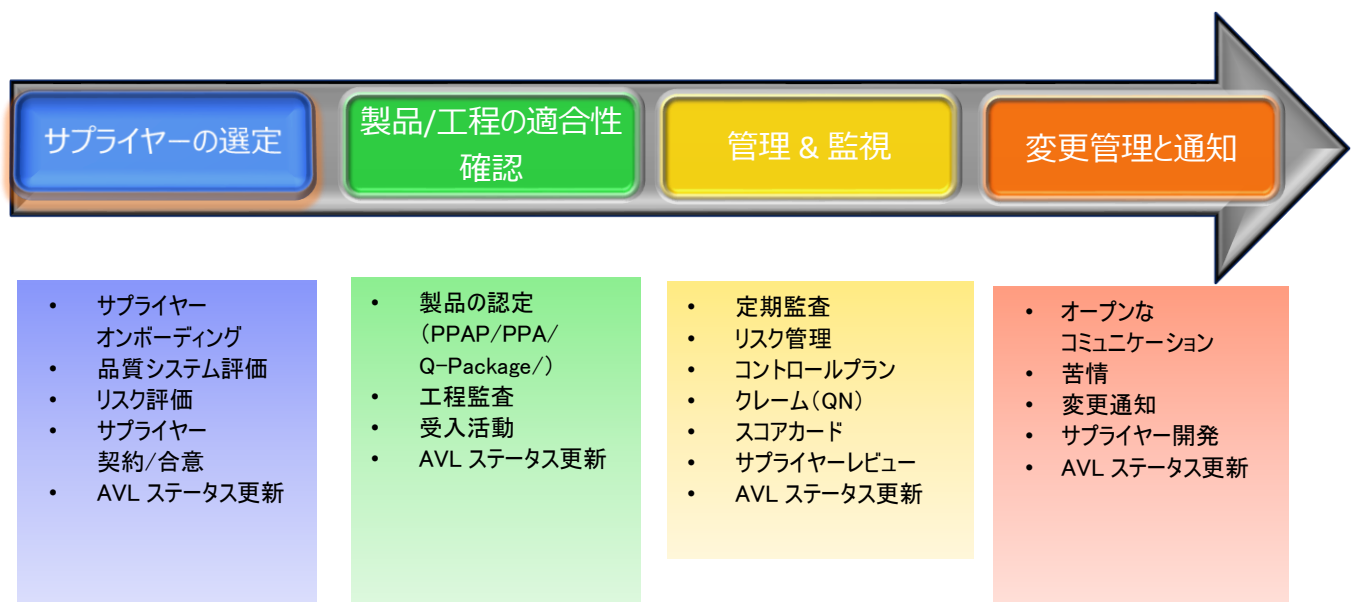 サプライヤーの選定
製品/工程の適合性
確認
管理 & 監視
変更管理と通知
• サプライヤー
オンボーディング
• 品質システム評価
• リスク評価
• サプライヤー
契約/合意
• AVL ステータス更新
• 製品の認定
(PPAP/PPA/
Q-Package/)
• 工程監査
• 受入活動
• AVL ステータス更新
• 定期監査
• リスク管理
• コントロールプラン
• クレーム(QN)
• スコアカード
• サプライヤーレビュー
• AVL ステータス更新
• オープンな
コミュニケーション
• 苦情
• 変更通知
• サプライヤー開発
• AVL ステータス更新